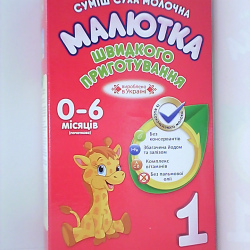 СУМІШ СУХА МОЛОЧНА
МАЛЮТКА
ШВИДКОГО
ПРИГОТУВАННЯ
вироблено
в Україні
0-6
місяців
Без
консервантів
Збагачена йодом
та залізом
Комплекс
вітамінів
Без пальмової
олії
1